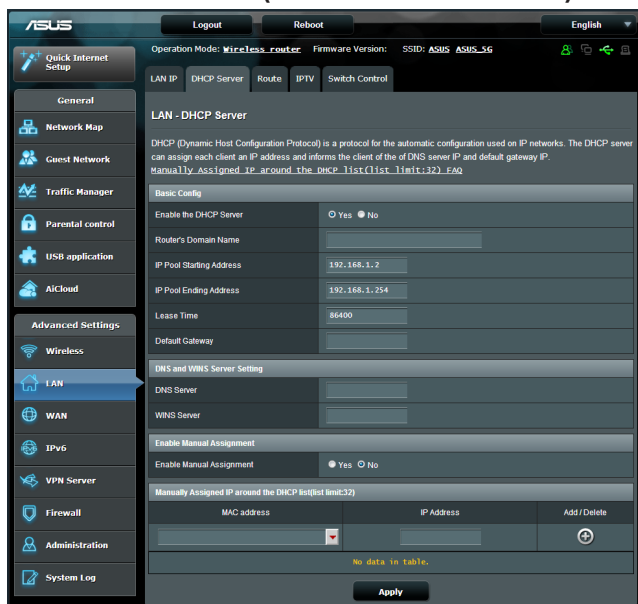 ASUS
Logout Reboot English
Quick Internet Setup
Operation Mode: Wireless router Firmware Version: SSID: ASUS ASUS_5G
LAN IP DHCP Server Route IPTV Switch Control
General
Network Map
Guest Network
Traffic Manager
Parental control
USB application
AiCloud
Advanced Settings
Wireless
LAN
WAN
IPv6
VPN Server
Firewall
Administration
System Log
LAN - DHCP Server
DHCP (Dynamic Host Configuration Protocol) is a protocol for the automatic configuration used on IP networks. The DHCP server
can assign each client an IP address and informs the client of the of DNS server IP and default gateway IP.
Manually Assigned IP around the DHCP list(list limit:32) FAQ
Basic Config
Enable the DHCP Server Yes No
Router's Domain Name
IP Pool Starting Address 192.168.1.2
IP Pool Ending Address 192.168.1.254
Lease Time 86400
Default Gateway
DNS and WINS Server Setting
DNS Server
WINS Server
Enable Manual Assignment
Enable Manual Assignment Yes No
Manually Assigned IP around the DHCP list(list limit:32)
MAC address IP Address Add / Delete
No data in table.
Apply